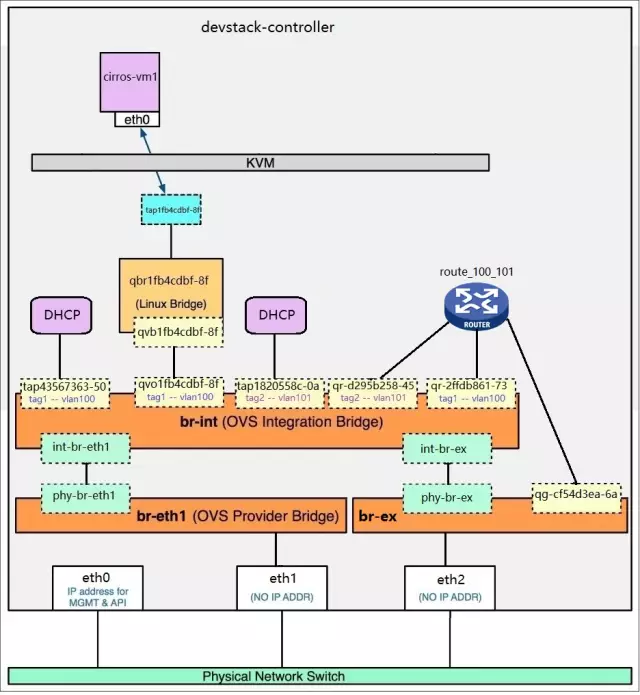 devstack-controller
cirros-vm1
eth0
KVM
tap1fb4cdbf-8f
qbr1fb4cdbf-8f
(Linux Bridge)
qvb1fb4cdbf-8f
route_100_101
ROUTER
DHCP
DHCP
tap43567363-50
tag1 -- vlan100
qvo1fb4cdbf-8f
tag1 -- vlan100
tap1820558c-0a
tag2 -- vlan101
qr-d295b258-45
tag2 -- vlan101
qr-2ffdb861-73
tag1 -- vlan100
br-int (OVS Integration Bridge)
int-br-eth1
int-br-ex
phy-br-eth1
phy-br-ex
qg-cf54d3ea-6a
br-eth1 (OVS Provider Bridge)
br-ex
eth0
IP address for
MGMT & API
eth1
(NO IP ADDR)
eth2
(NO IP ADDR)
Physical Network Switch